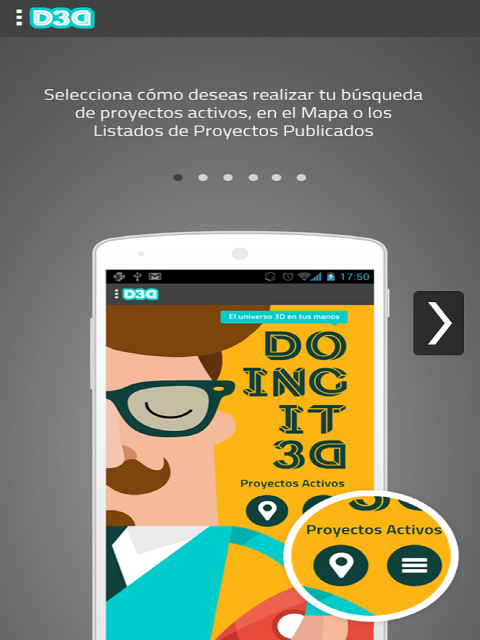 D3D
Selecciona cómo deseas realizar tu búsqueda
de proyectos activos, en el Mapa o los
Listados de Proyectos Publicados
17:50
D3D
El universo 3D en tus manos
DO
ING
IT
3D
Proyectos Activos
Proyectos Activos